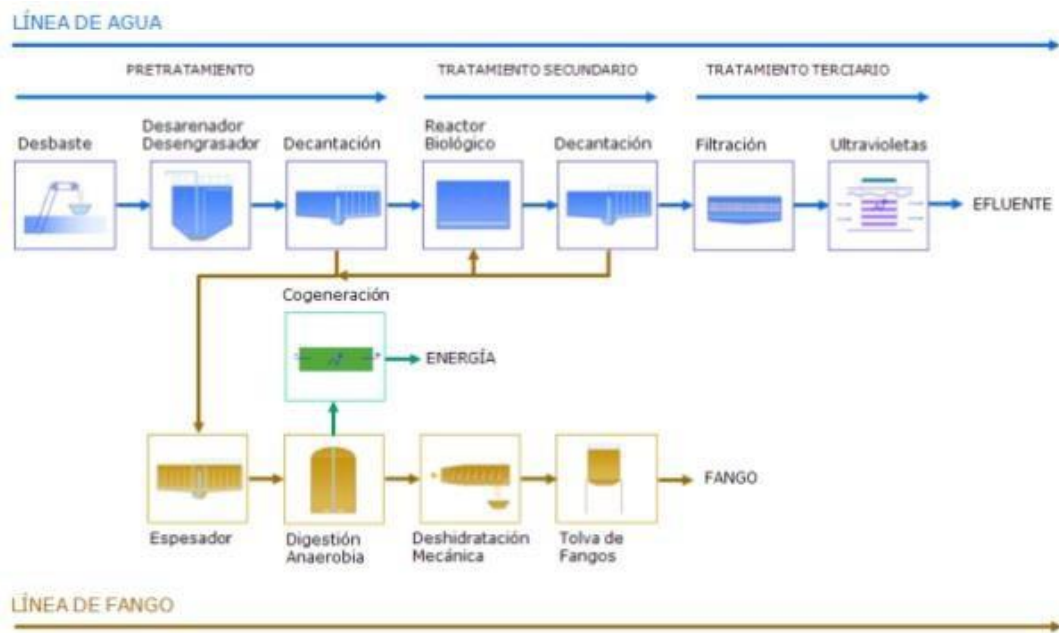 LÍNEA DE AGUA
PRETRATAMIENTO
TRATAMIENTO SECUNDARIO
TRATAMIENTO TERCIARIO
Desbaste
Desarenador
Desengrasador
Decantación
Reactor
Biológico
Decantación
Filtración
Ultravioletas
EFLUENTE
Cogeneración
ENERGÍA
FANGO
Espesador
Digestión
Anaerobia
Deshidratación
Mecánica
Tolva de
Fangos
LÍNEA DE FANGO